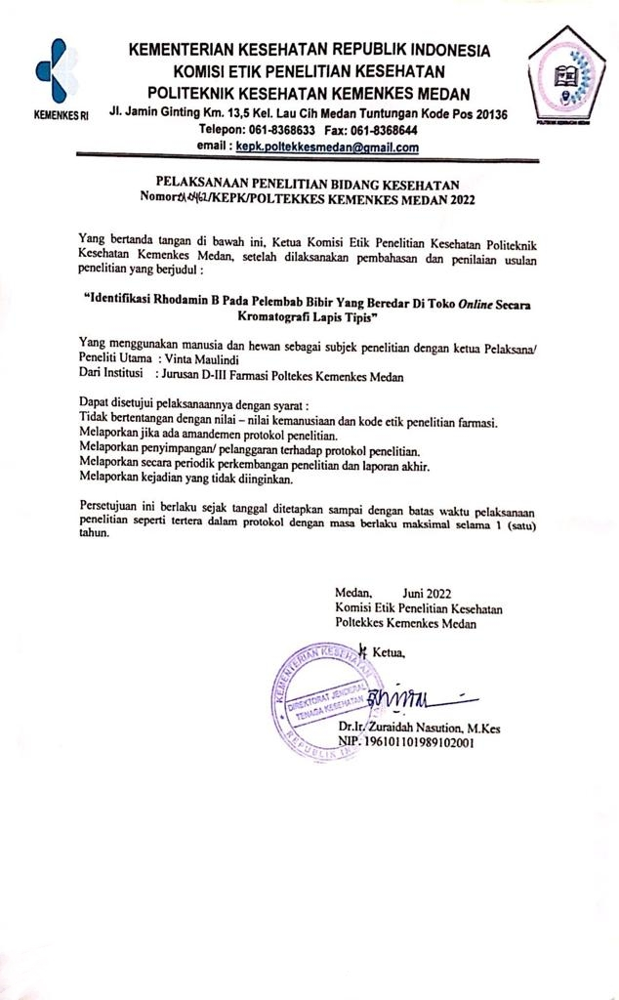 KEMENTERIAN KESEHATAN REPUBLIK INDONESIA
KOMISI ETIK PENELITIAN KESEHATAN
POLITEKNIK KESEHATAN KEMENKES MEDAN
KEMENKES RI
Jl. Jamin Ginting Km. 13,5 Kel. Lau Cih Medan Tuntungan Kode Pos 20136
Telepon: 061-8368633 Fax: 061-8368644
email : kepk.poltekkesmedan@gmail.com
PELAKSANAAN PENELITIAN BIDANG KESEHATAN
/KEPK/POLTEKKES KEMENKES MEDAN 2022
Yang bertanda tangan di bawah ini, Ketua Komisi Etik Penelitian Kesehatan Politeknik
Kesehatan Kemenkes Medan, setelah dilaksanakan pembahasan dan penilaian usulan
penelitian yang berjudul :
“Identifikasi Rhodamin B Pada Pelembab Bibir Yang Beredar Di Toko Online Secara
Kromatografi Lapis Tipis”
Yang menggunakan manusia dan hewan sebagai subjek penelitian dengan ketua Pelaksana/
Peneliti Utama : Vinta Maulindi
Dari Institusi : Jurusan D-III Farmasi Poltekes Kemenkes Medan
Dapat disetujui pelaksanaannya dengan syarat :
Tidak bertentangan dengan nilai – nilai kemanusiaan dan kode etik penelitian farmasi.
Melaporkan jika ada amandemen protokol penelitian.
Melaporkan penyimpangan/ pelanggaran terhadap protokol penelitian.
Melaporkan secara periodik perkembangan penelitian dan laporan akhir.
Melaporkan kejadian yang tidak diinginkan.
Persetujuan ini berlaku sejak tanggal ditetapkan sampai dengan batas waktu pelaksanaan
penelitian seperti tertera dalam protokol dengan masa berlaku maksimal selama 1 (satu)
tahun.
Medan, Juni 2022
Komisi Etik Penelitian Kesehatan
Poltekkes Kemenkes Medan
Ketua,
KEMENTERIAN KESEHATAN
DIREKTORAT JENDERAL
TENAGA KESEHATAN
REPUBLIK
Dr.Ir. Zuraidah Nasution, M.Kes
NIP. 196101101989102001